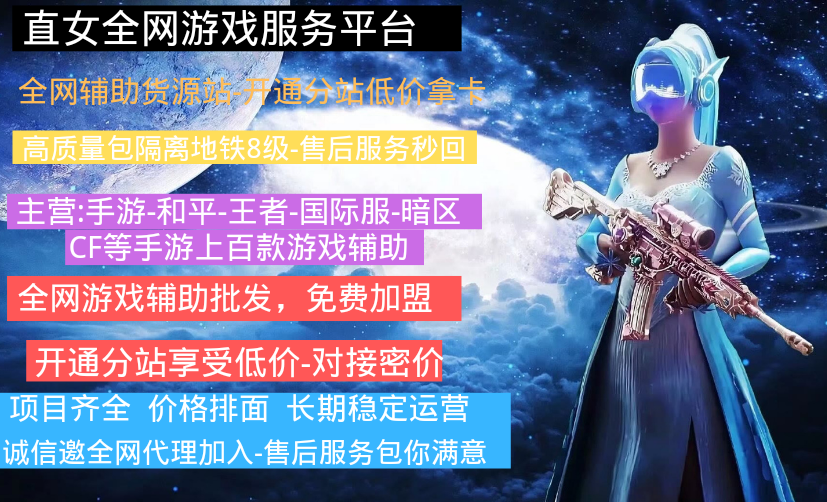 直女全网游戏服务平台
全网辅助货源站-开通分站低价拿卡
高质量包隔离地铁8级-售后服务秒回
主营:手游-和平-王者-国际服-暗区
CF等手游上百款游戏辅助
全网游戏辅助批发，免费加盟
开通分站享受低价-对接密价
项目齐全 价格排面 长期稳定运营
诚信邀全网代理加入-售后服务包你满意